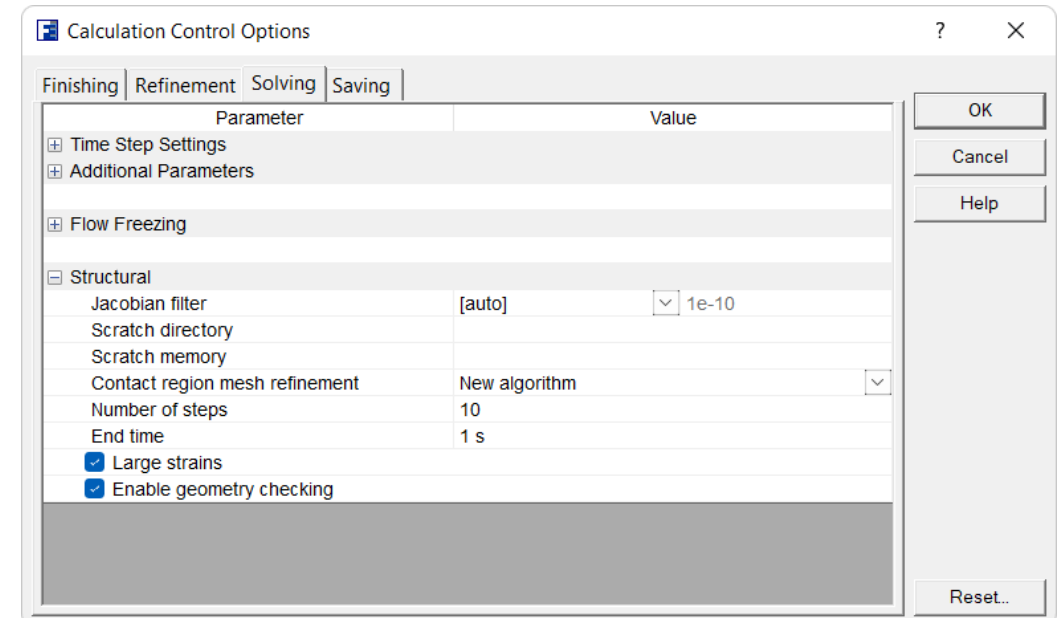 Calculation Control Options ?
Finishing Refinement Solving Saving
Parameter Value
Time Step Settings
Additional Parameters
Flow Freezing
Structural
Jacobian filter [auto] 1e-10
Scratch directory
Scratch memory
Contact region mesh refinement New algorithm
Number of steps 10
End time 1 s
Large strains
Enable geometry checking
OK
Cancel
Help
Reset...